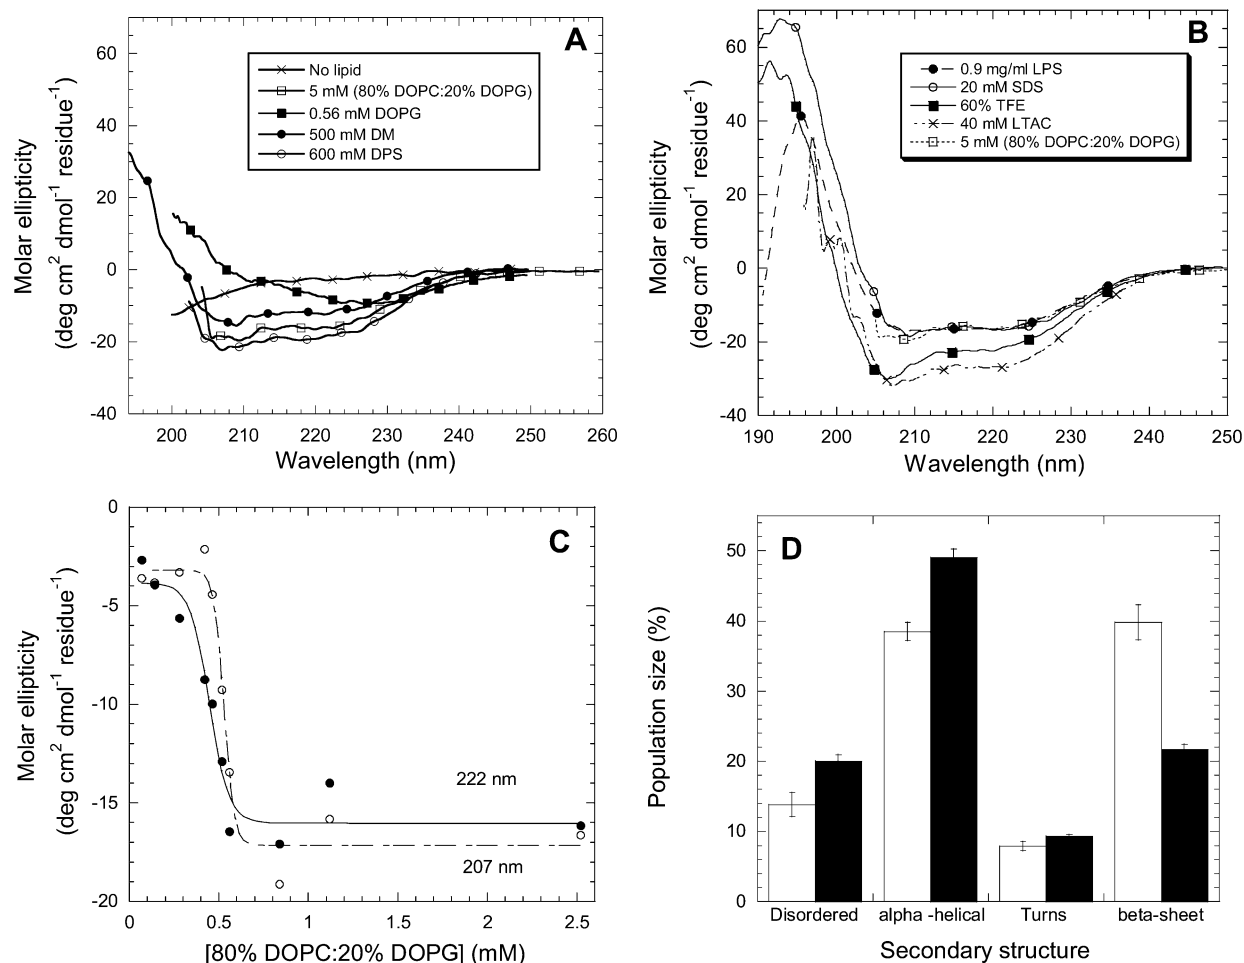 A
60
40
20
0
-20
-40
200
210
220
230
240
250
260
Molar ellipticity
(deg cm² dmol⁻¹ residue⁻¹)
Wavelength (nm)
No lipid
5 mM (80% DOPC:20% DOPG)
0.56 mM DOPG
500 mM DM
600 mM DPS
B
60
40
20
0
-20
-40
190
200
210
220
230
240
250
Molar ellipticity
(deg cm² dmol⁻¹ residue⁻¹)
Wavelength (nm)
0.9 mg/ml LPS
20 mM SDS
60% TFE
40 mM LTAC
5 mM (80% DOPC:20% DOPG)
C
0
-5
-10
-15
-20
0
0.5
1
1.5
2
2.5
Molar ellipticity
(deg cm² dmol⁻¹ residue⁻¹)
222 nm
207 nm
[80% DOPC:20% DOPG] (mM)
D
50
40
30
20
10
0
Population size (%)
Disordered
alpha -helical
Turns
beta-sheet
Secondary structure